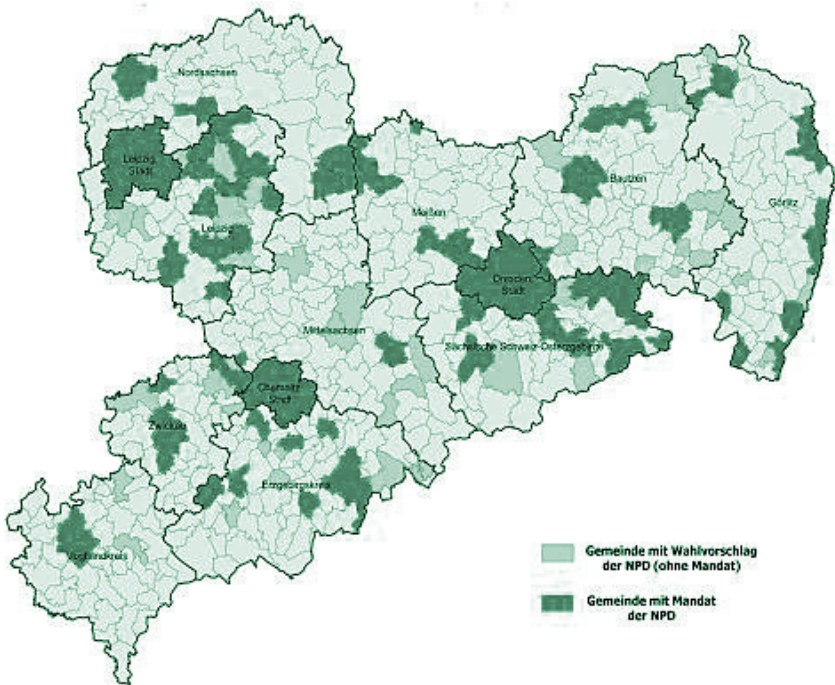 Nordsachsen
Leipzig,
Stadt
Bautzen
Görlitz
Meißen
Leipzig
Dresden,
Stadt
Mittelsachsen
Sächsische Schweiz-Osterzgebirge
Chemnitz,
Stadt
Zwickau
Erzgebirgskreis
Vogtlandkreis
Gemeinde mit Wahlvorschlag
der NPD (ohne Mandat)
Gemeinde mit Mandat
der NPD